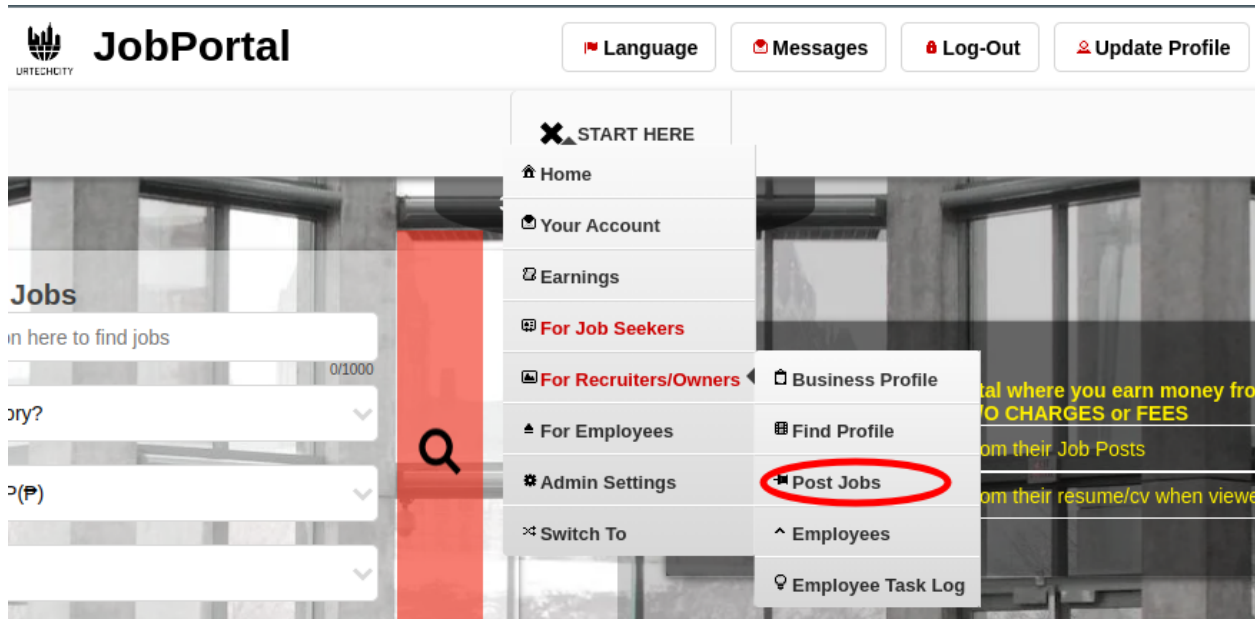 URTECHCITY
JobPortal
Language
Messages
Log-Out
Update Profile
START HERE
Home
Your Account
Earnings
For Job Seekers
For Recruiters/Owners
For Employees
Admin Settings
Switch To
Business Profile
Find Profile
Post Jobs
Employees
Employee Task Log
Jobs
on here to find jobs
0/1000
ory?
P(₱)
tal where you earn money fro
/O CHARGES or FEES
om their Job Posts
om their resume/cv when viewe